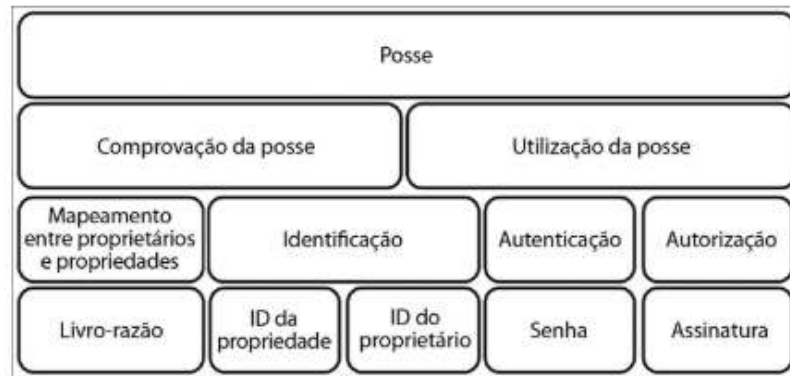 Posse
Comprovação da posse
Utilização da posse
Mapeamento
entre proprietários
e propriedades
Identificação
Autenticação
Autorização
Livro-razão
ID da
propriedade
ID do
proprietário
Senha
Assinatura